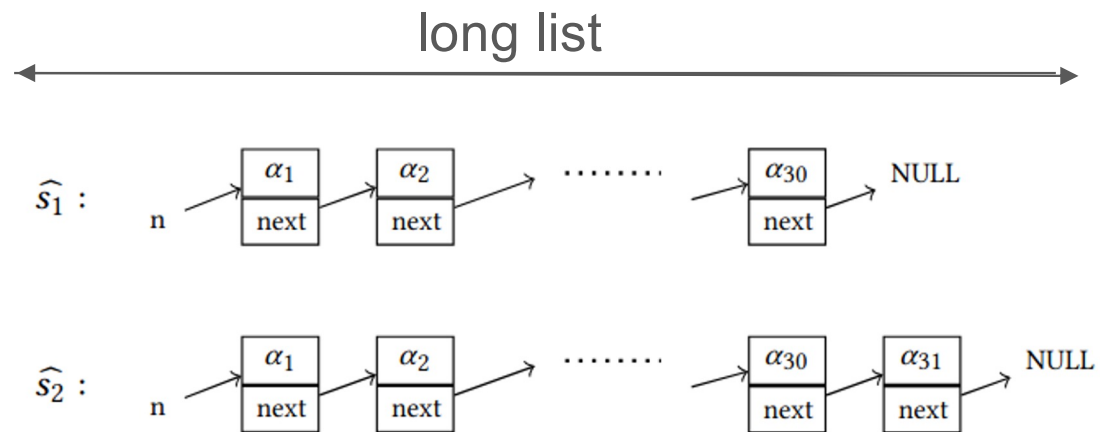 long list
α₁ α₂ ········ α₃₀ NULL
ŝ₁ : n next next next
α₁ α₂ ········ α₃₀ α₃₁ NULL
ŝ₂ : n next next next next